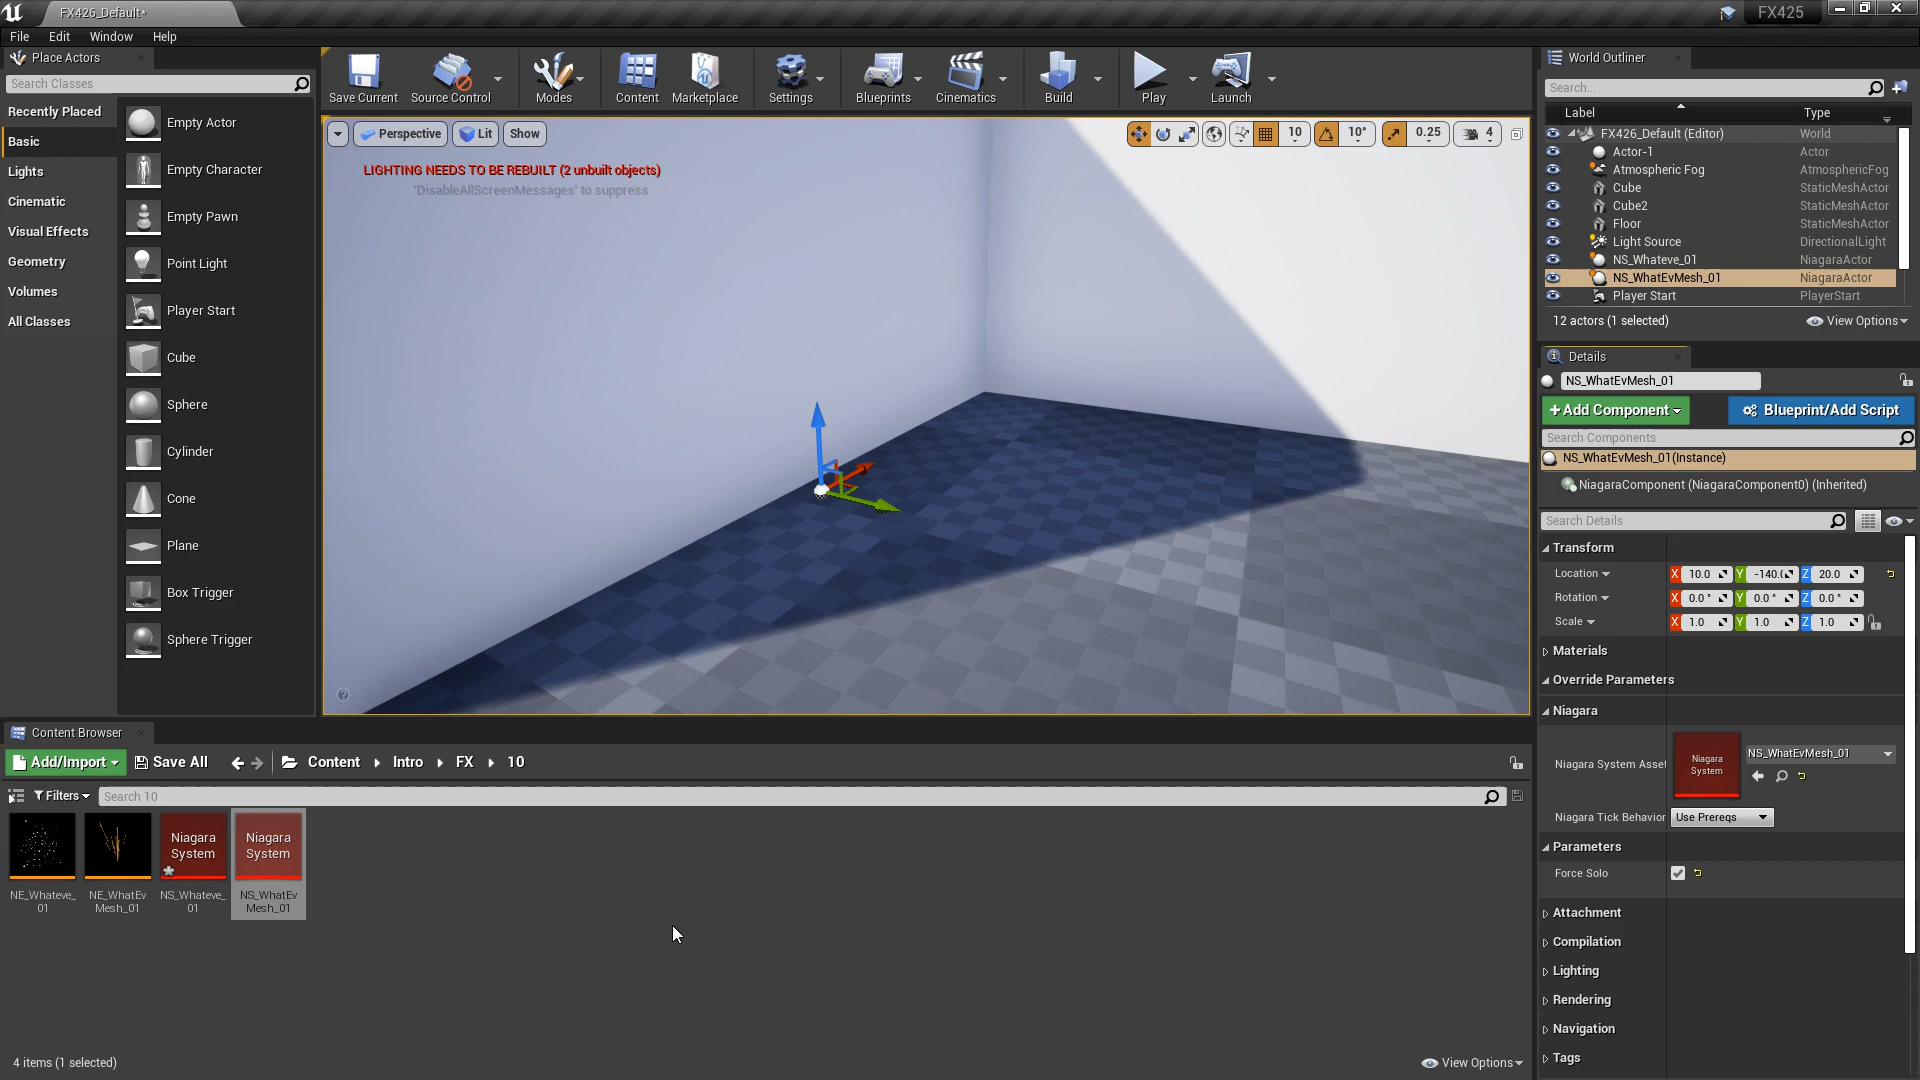 FX426_Default*
FX425
File Edit Window Help
Place Actors
Search Classes
Recently Placed
Basic
Lights
Cinematic
Visual Effects
Geometry
Volumes
All Classes
Empty Actor
Empty Character
Empty Pawn
Point Light
Player Start
Cube
Sphere
Cylinder
Cone
Plane
Box Trigger
Sphere Trigger
Save Current Source Control Modes Content Marketplace Settings Blueprints Cinematics Build Play Launch
Perspective Lit Show
10 10° 0.25 4
LIGHTING NEEDS TO BE REBUILT (2 unbuilt objects)
'DisableAllScreenMessages' to suppress
World Outliner
Search...
Label Type
FX426_Default (Editor) World
Actor-1 Actor
Atmospheric Fog AtmosphericFog
Cube StaticMeshActor
Cube2 StaticMeshActor
Floor StaticMeshActor
Light Source DirectionalLight
NS_Whateve_01 NiagaraActor
NS_WhatEvMesh_01 NiagaraActor
Player Start PlayerStart
12 actors (1 selected) View Options
Details
NS_WhatEvMesh_01
+Add Component Blueprint/Add Script
Search Components
NS_WhatEvMesh_01(Instance)
NiagaraComponent (NiagaraComponent0) (Inherited)
Search Details
Transform
Location X 10.0 Y -140.( Z 20.0
Rotation X 0.0 ° Y 0.0 ° Z 0.0 °
Scale X 1.0 Y 1.0 Z 1.0
Materials
Override Parameters
Niagara
Niagara System Asset
Niagara
System
NS_WhatEvMesh_01
Niagara Tick Behavior Use Prereqs
Parameters
Force Solo
Attachment
Compilation
Lighting
Rendering
Navigation
Tags
Content Browser
Add/Import Save All Content Intro FX 10
Filters Search 10
Niagara
System
Niagara
System
NE_Whateve_
01
NE_WhatEv
Mesh_01
NS_Whateve_
01
NS_WhatEv
Mesh_01
4 items (1 selected) View Options